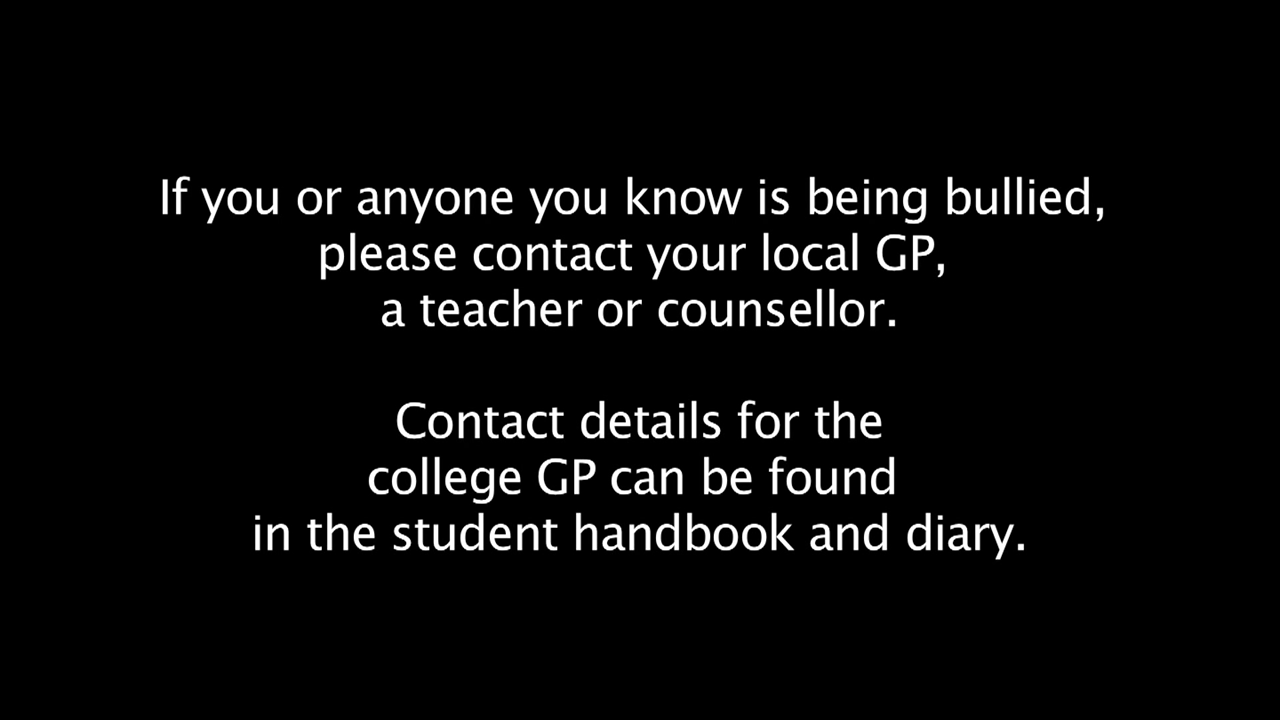 If you or anyone you know is being bullied,
please contact your local GP,
a teacher or counsellor.
Contact details for the
college GP can be found
in the student handbook and diary.